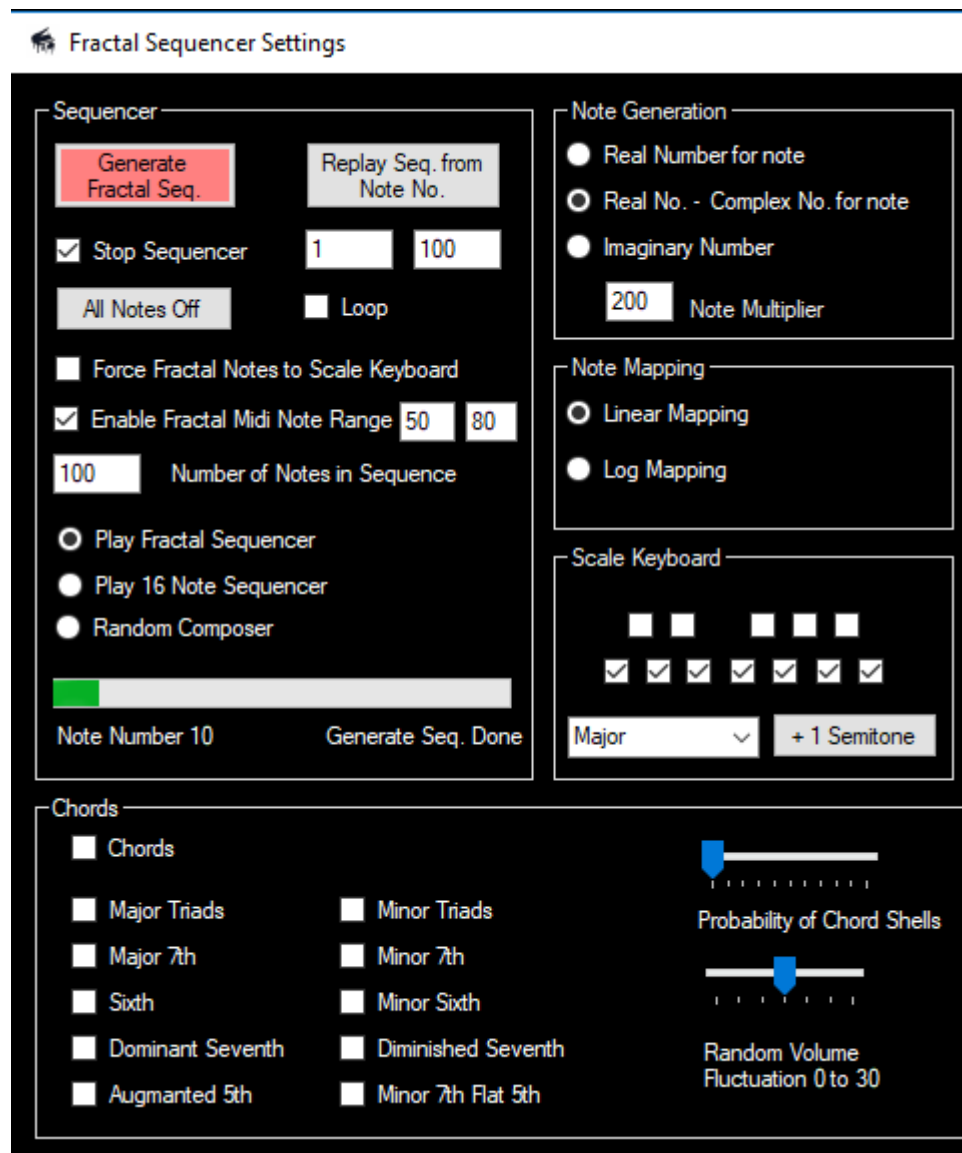 Fractal Sequencer Settings
Sequencer
Generate
Fractal Seq.
Replay Seq. from
Note No.
Stop Sequencer
1
100
All Notes Off
Loop
Force Fractal Notes to Scale Keyboard
Enable Fractal Midi Note Range 50 80
100 Number of Notes in Sequence
Play Fractal Sequencer
Play 16 Note Sequencer
Random Composer
Note Number 10
Generate Seq. Done
Note Generation
Real Number for note
Real No. - Complex No. for note
Imaginary Number
200 Note Multiplier
Note Mapping
Linear Mapping
Log Mapping
Scale Keyboard
Major
+ 1 Semitone
Chords
Chords
Major Triads
Minor Triads
Major 7th
Minor 7th
Sixth
Minor Sixth
Dominant Seventh
Diminished Seventh
Augmanted 5th
Minor 7th Flat 5th
Probability of Chord Shells
Random Volume
Fluctuation 0 to 30